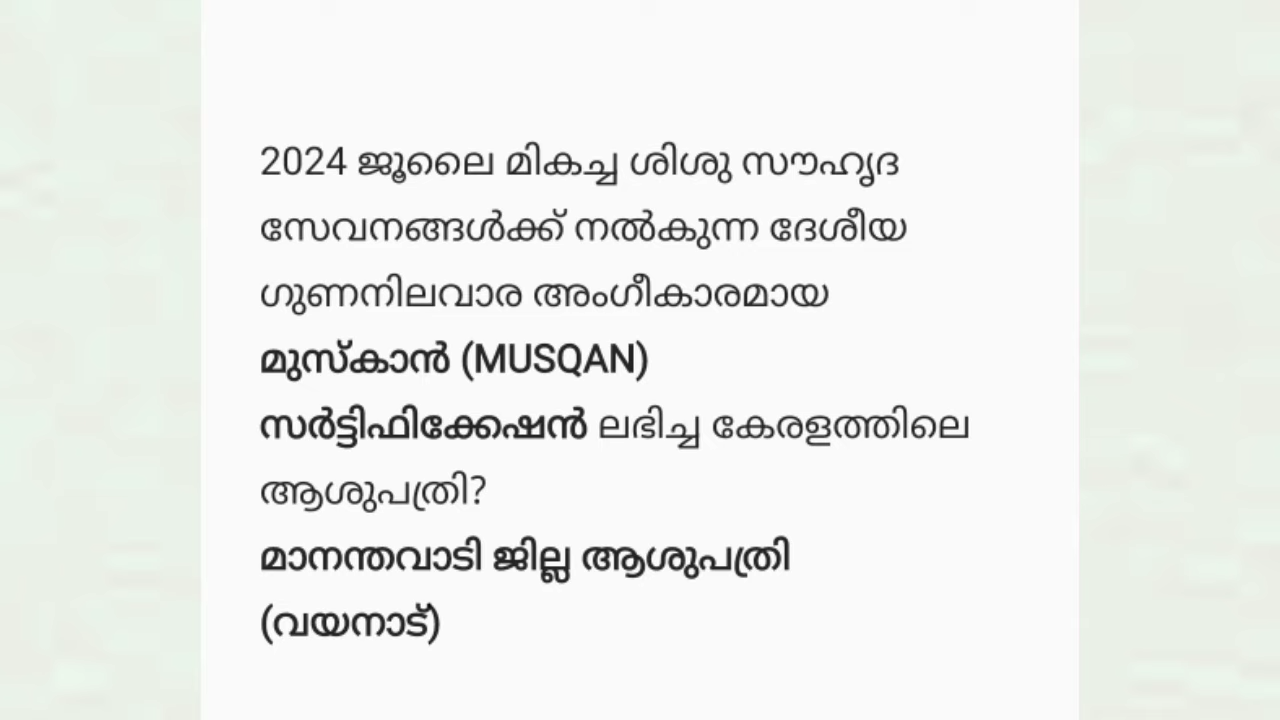 2024 ജൂലൈ മികച്ച ശിശു സൗഹൃദ
സേവനങ്ങൾക്ക് നൽകുന്ന ദേശീയ
ഗുണനിലവാര അംഗീകാരമായ
മുസ്കാൻ (MUSQAN)
സർട്ടിഫിക്കേഷൻ ലഭിച്ച കേരളത്തിലെ
ആശുപത്രി?
മാനന്തവാടി ജില്ല ആശുപത്രി
(വയനാട്)